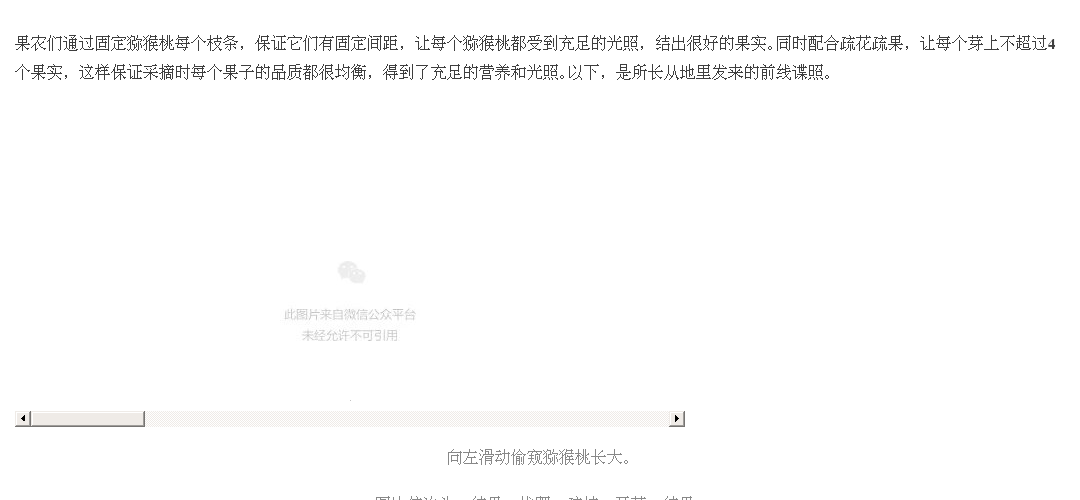 果农们通过固定猕猴桃每个枝条，保证它们有固定间距，让每个猕猴桃都受到充足的光照，结出很好的果实。同时配合疏花疏果，让每个芽上不超过4
个果实，这样保证采摘时每个果子的品质都很均衡，得到了充足的营养和光照。以下，是所长从地里发来的前线谍照。
此图片来自微信公众平台
未经允许不可引用
向左滑动偷窥猕猴桃长大。